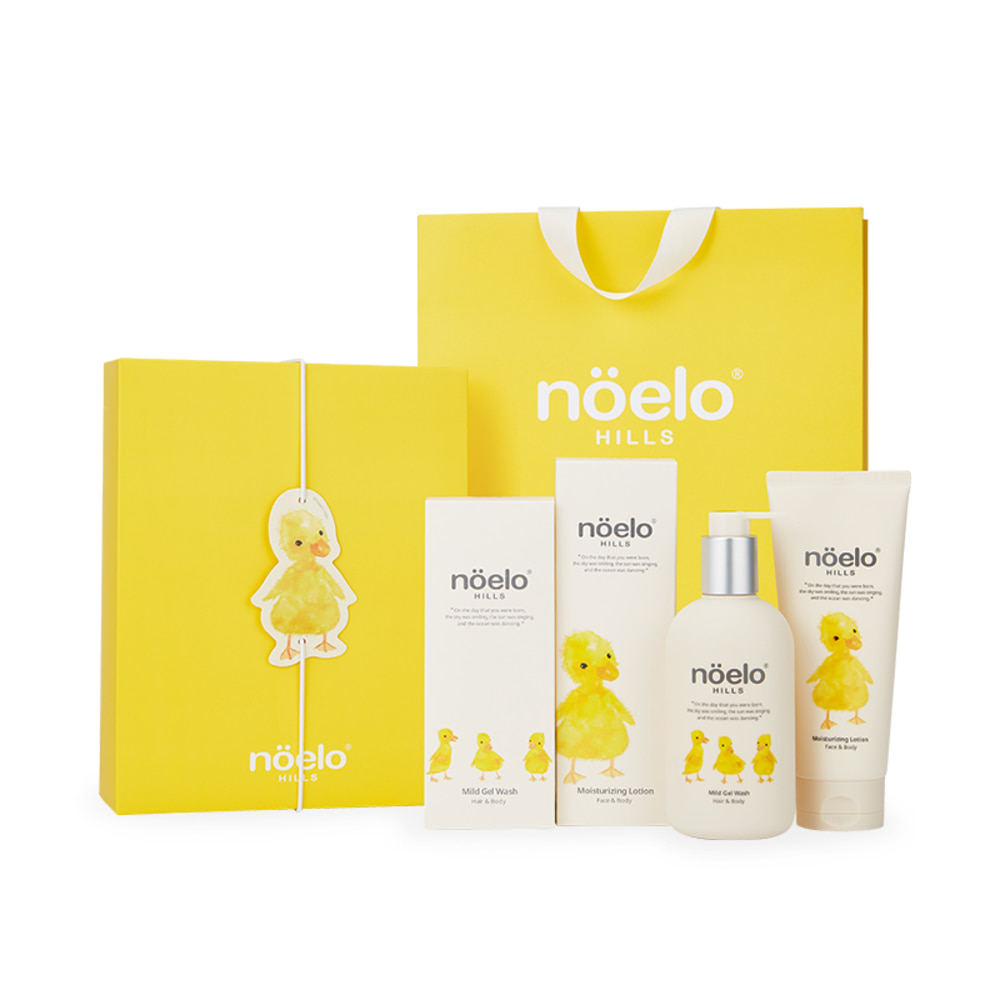 nöelo®
HILLS
nöelo®
HILLS
nöelo®
HILLS
"On the day that you were born,
the sky was smiling, the sun was singing,
and the ocean was dancing."
Mild Gel Wash
Hair & Body
nöelo®
HILLS
"On the day that you were born,
the sky was smiling, the sun was singing,
and the ocean was dancing."
Moisturizing Lotion
Face & Body
nöelo®
HILLS
"On the day that you were born,
the sky was smiling, the sun was singing,
and the ocean was dancing."
Mild Gel Wash
Hair & Body
nöelo®
HILLS
"On the day that you were born,
the sky was smiling, the sun was singing,
and the ocean was dancing."
Moisturizing Lotion
Face & Body